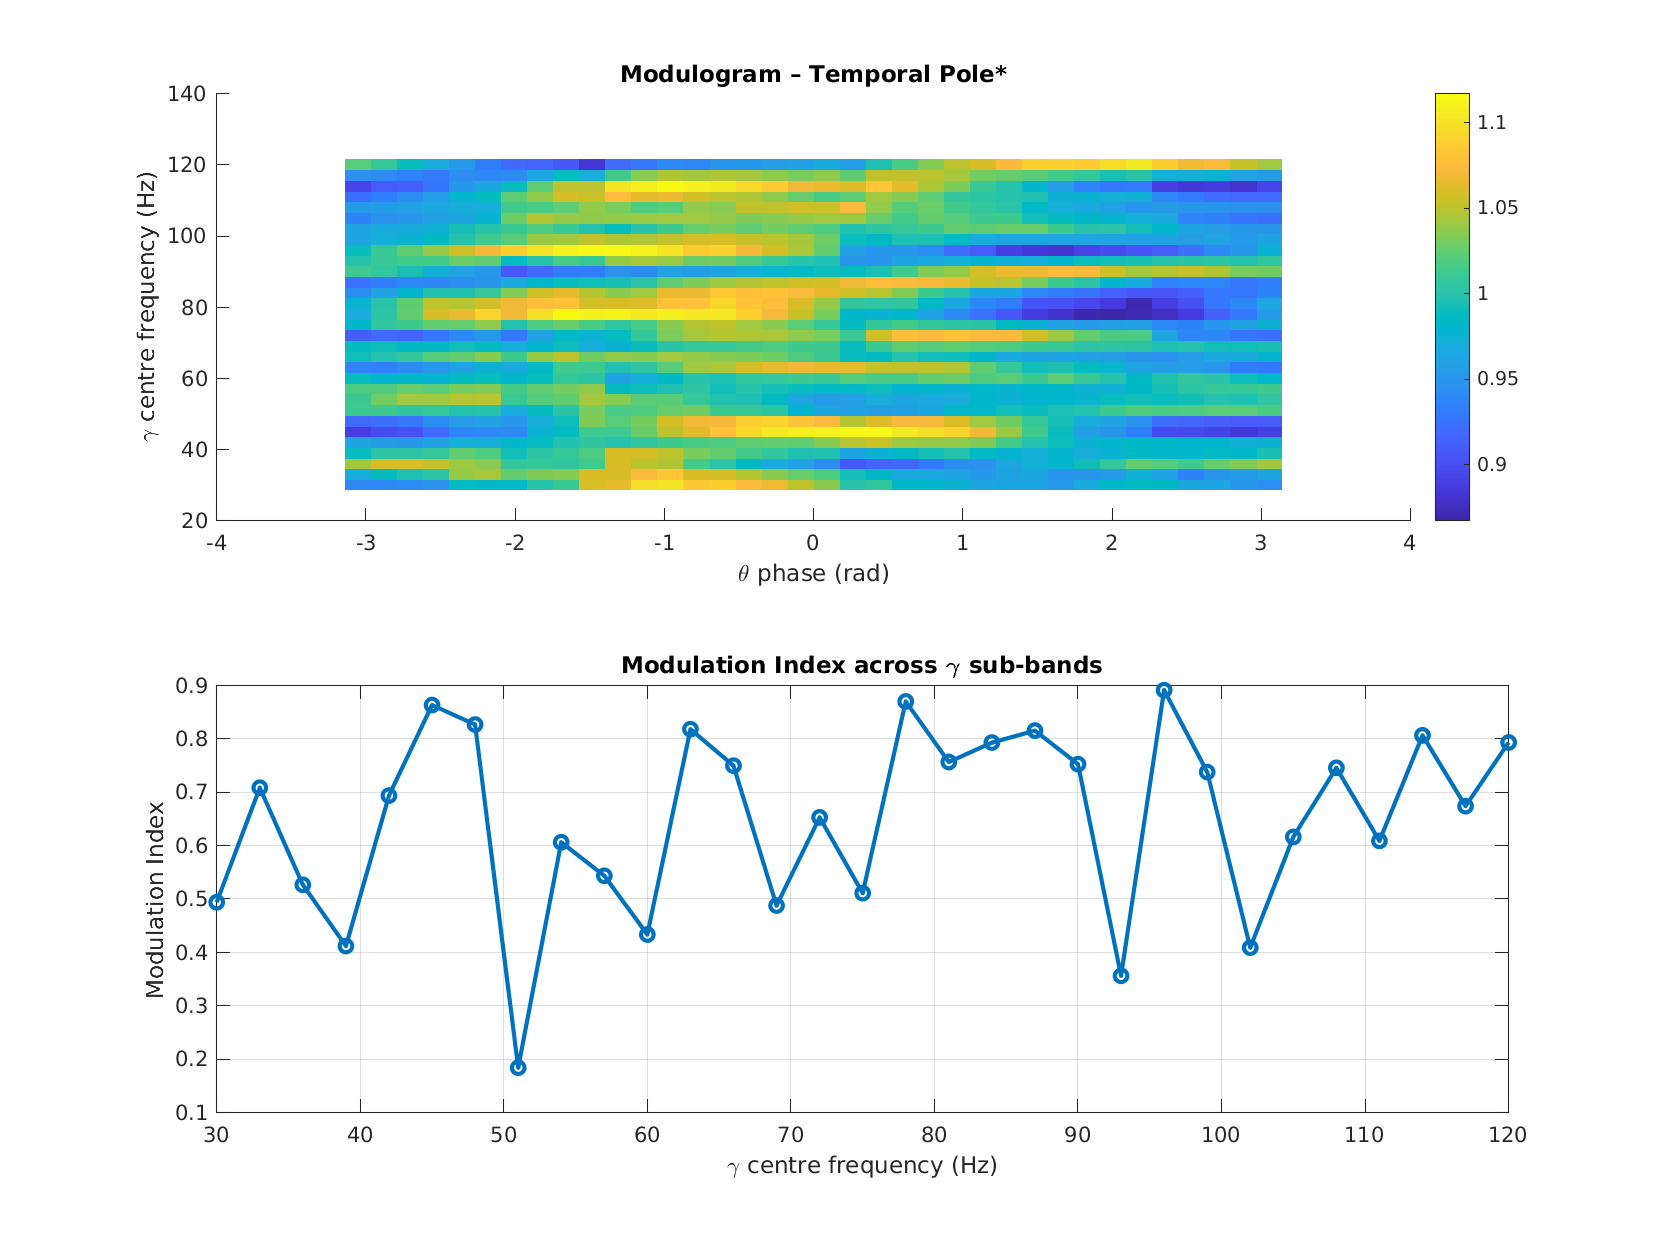 Modulogram – Temporal Pole*
140
120
100
80
60
40
20
γ centre frequency (Hz)
-4 -3 -2 -1 0 1 2 3 4
θ phase (rad)
1.1
1.05
1
0.95
0.9
Modulation Index across γ sub-bands
0.9
0.8
0.7
0.6
0.5
0.4
0.3
0.2
0.1
Modulation Index
30 40 50 60 70 80 90 100 110 120
γ centre frequency (Hz)